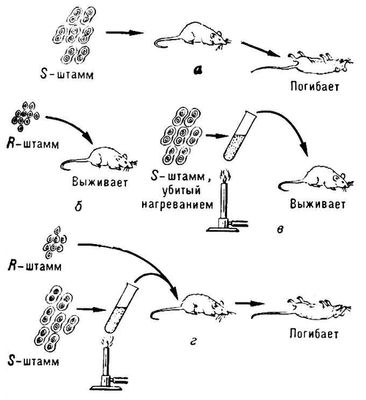 S-штамм
а
Погибает
R-штамм
Выживает
б
S-штамм,
убитый
нагреванием
Выживает
в
R-штамм
S-штамм
г
Погибает